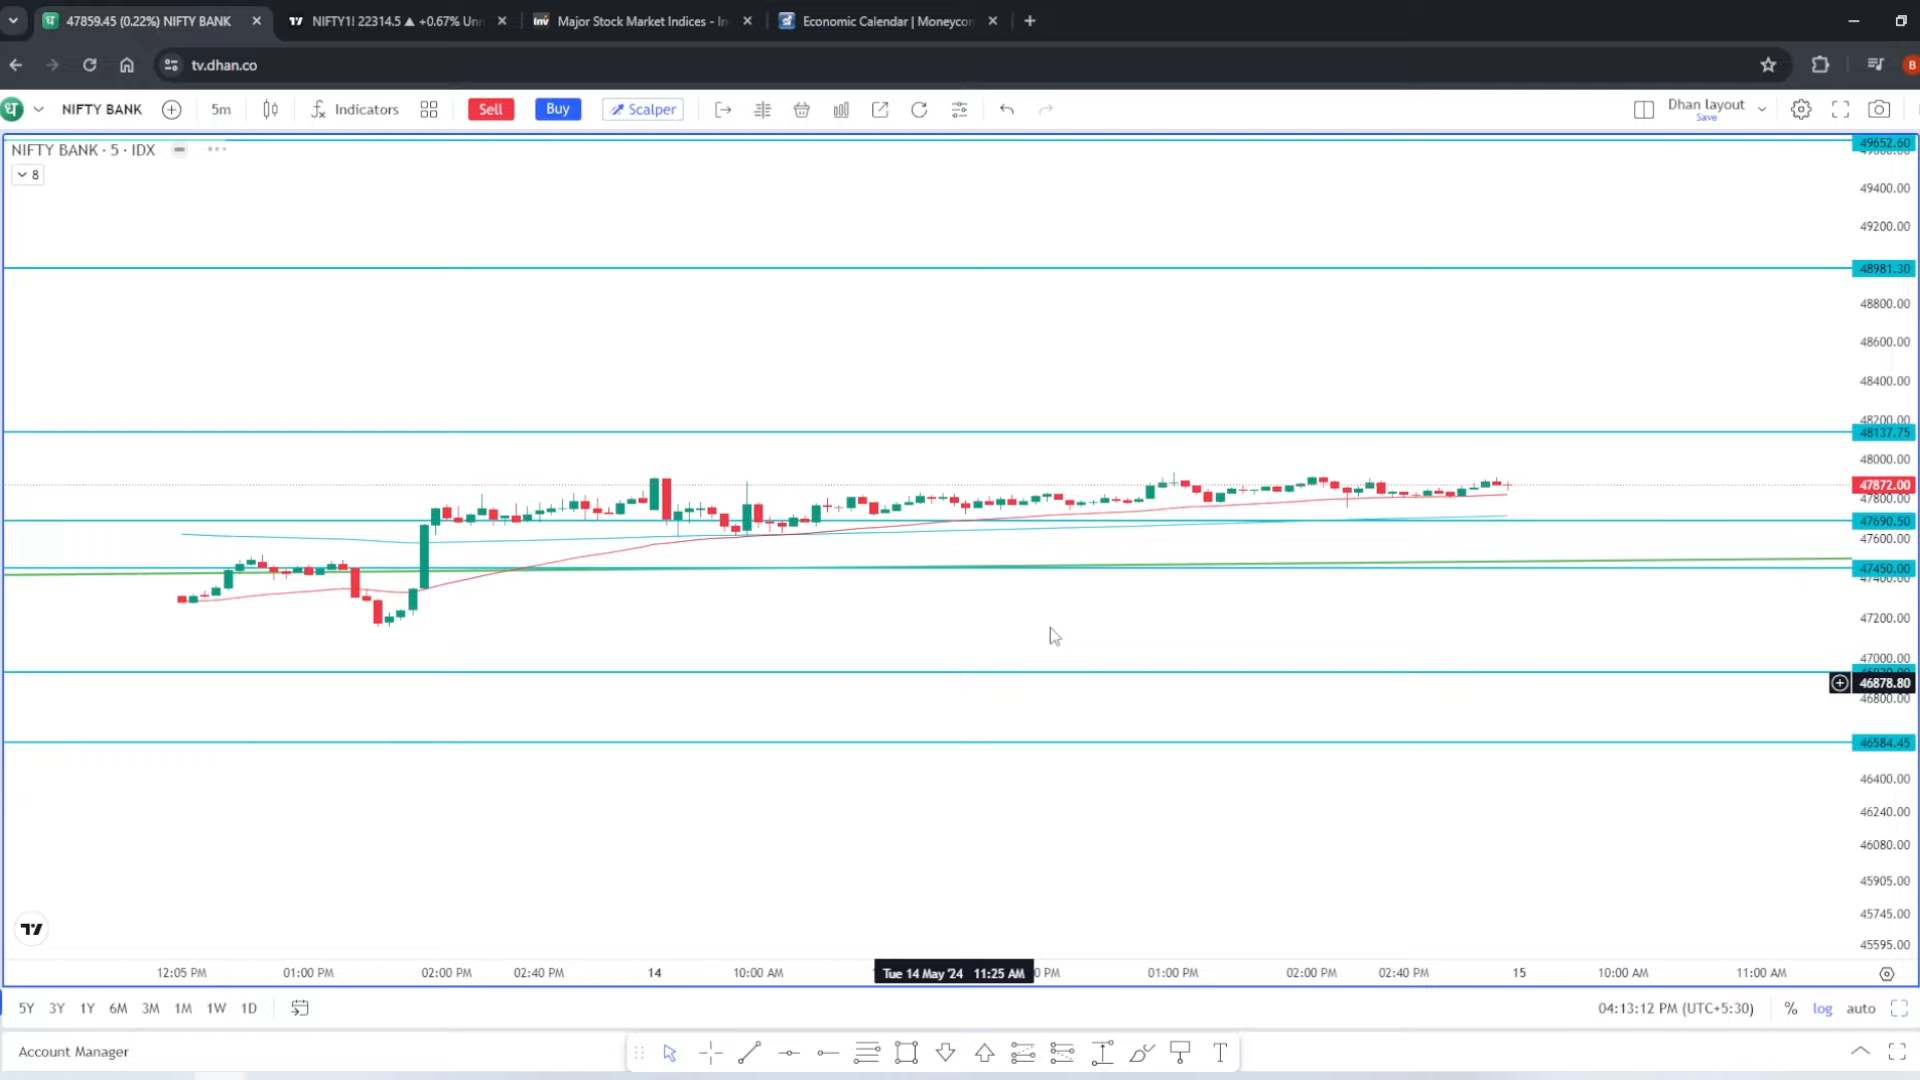 47859.45 (0.22%) NIFTY BANK
NIFTY1! 22314.5 ▲ +0.67% Un
Major Stock Market Indices - In
Economic Calendar | Moneycon
tv.dhan.co
B
NIFTY BANK
5m
Indicators
Sell
Buy
Scalper
Dhan layout
Save
NIFTY BANK · 5 · IDX
8
49652.60
49400.00
49200.00
48981.30
48800.00
48600.00
48400.00
48200.00
48137.75
48000.00
47872.00
47800.00
47690.50
47600.00
47450.00
47400.00
47200.00
47000.00
46878.80
46800.00
46584.45
46400.00
46240.00
46080.00
45905.00
45745.00
45595.00
12:05 PM 01:00 PM 02:00 PM 02:40 PM 14 10:00 AM Tue 14 May '24 11:25 AM PM 01:00 PM 02:00 PM 02:40 PM 15 10:00 AM 11:00 AM
5Y 3Y 1Y 6M 3M 1M 1W 1D
04:13:12 PM (UTC+5:30) % log auto
Account Manager